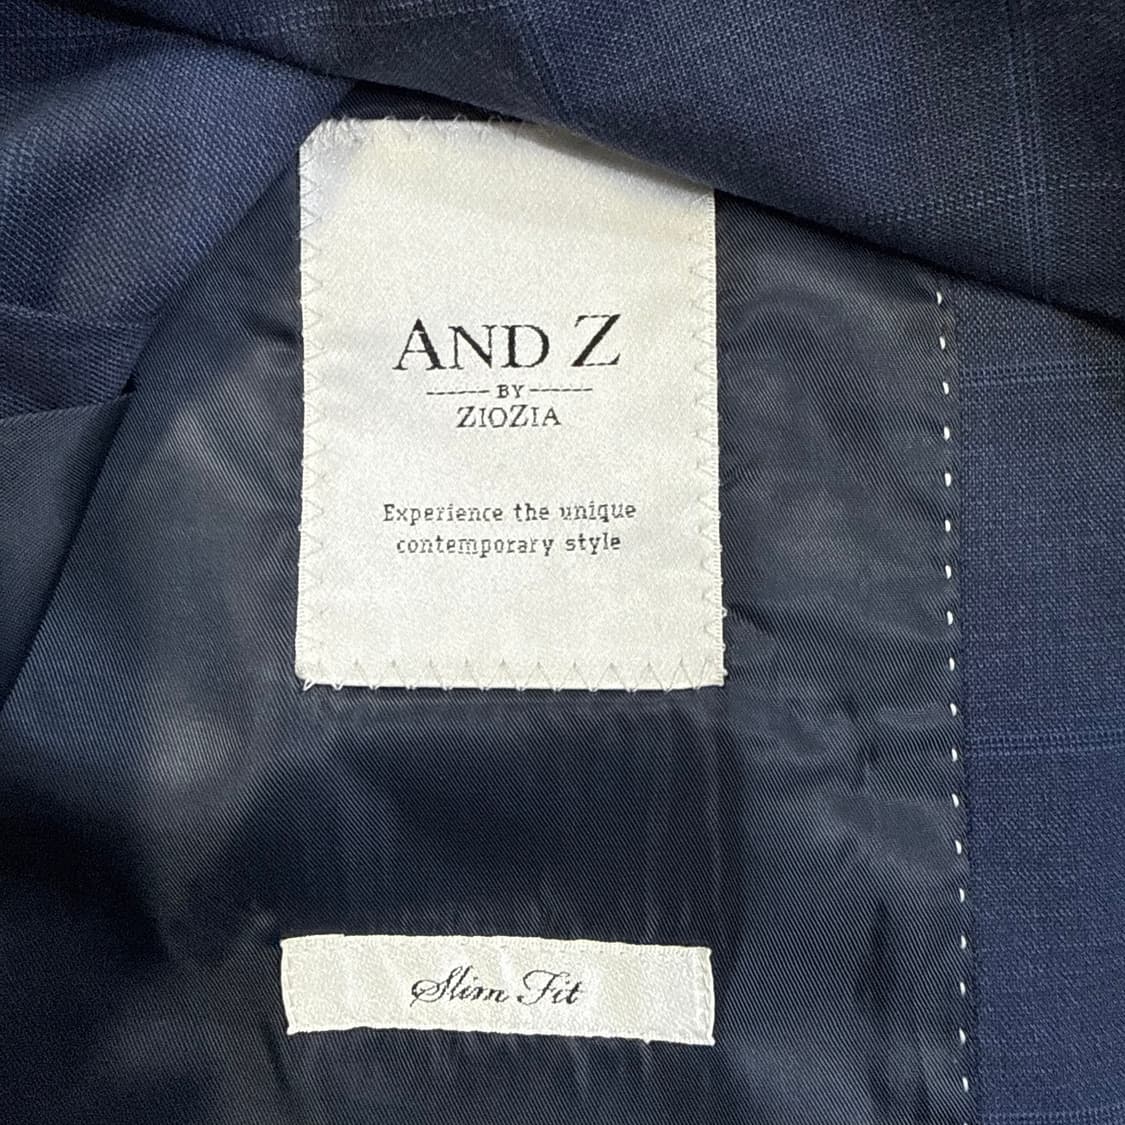 AND Z
BY
ZIOZIA
Experience the unique
contemporary style
Slim Fit